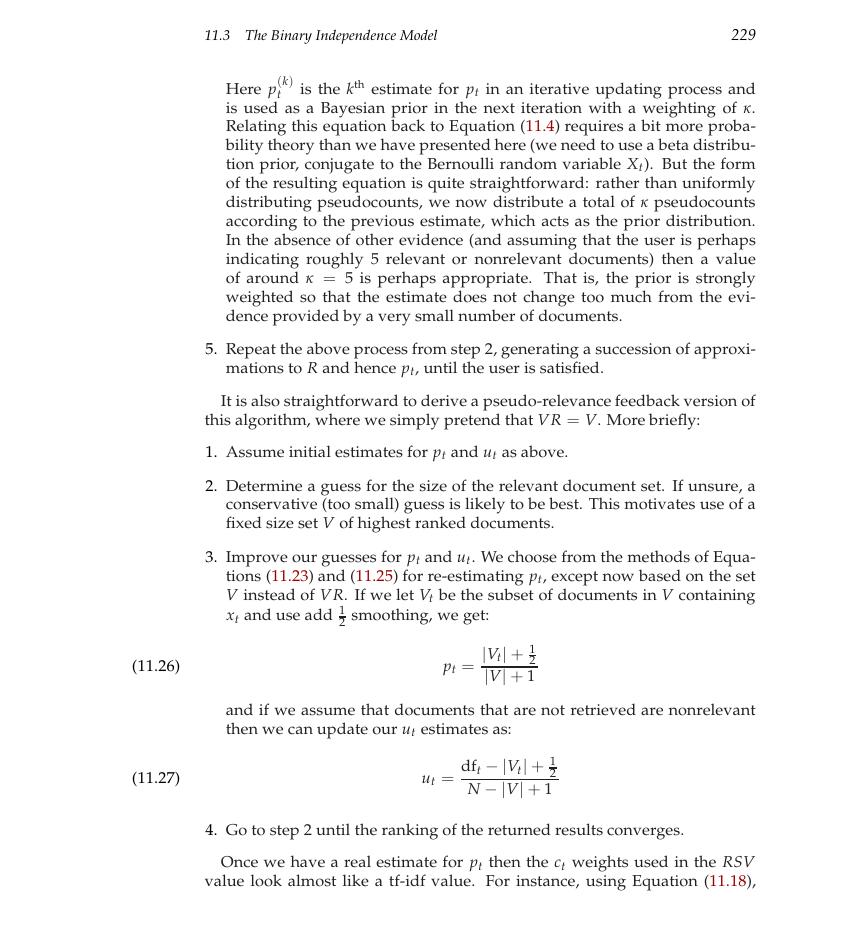 11.3 The Binary Independence Model 229
Here p_t^(k) is the k^th estimate for p_t in an iterative updating process and
is used as a Bayesian prior in the next iteration with a weighting of κ.
Relating this equation back to Equation (11.4) requires a bit more proba-
bility theory than we have presented here (we need to use a beta distribu-
tion prior, conjugate to the Bernoulli random variable X_t). But the form
of the resulting equation is quite straightforward: rather than uniformly
distributing pseudocounts, we now distribute a total of κ pseudocounts
according to the previous estimate, which acts as the prior distribution.
In the absence of other evidence (and assuming that the user is perhaps
indicating roughly 5 relevant or nonrelevant documents) then a value
of around κ = 5 is perhaps appropriate. That is, the prior is strongly
weighted so that the estimate does not change too much from the evi-
dence provided by a very small number of documents.
5. Repeat the above process from step 2, generating a succession of approxi-
mations to R and hence p_t, until the user is satisfied.
It is also straightforward to derive a pseudo-relevance feedback version of
this algorithm, where we simply pretend that VR = V. More briefly:
1. Assume initial estimates for p_t and u_t as above.
2. Determine a guess for the size of the relevant document set. If unsure, a
conservative (too small) guess is likely to be best. This motivates use of a
fixed size set V of highest ranked documents.
3. Improve our guesses for p_t and u_t. We choose from the methods of Equa-
tions (11.23) and (11.25) for re-estimating p_t, except now based on the set
V instead of VR. If we let V_t be the subset of documents in V containing
x_t and use add 1/2 smoothing, we get:
(11.26) p_t = (|V_t| + 1/2) / (|V| + 1)
and if we assume that documents that are not retrieved are nonrelevant
then we can update our u_t estimates as:
(11.27) u_t = (df_t − |V_t| + 1/2) / (N − |V| + 1)
4. Go to step 2 until the ranking of the returned results converges.
Once we have a real estimate for p_t then the c_t weights used in the RSV
value look almost like a tf-idf value. For instance, using Equation (11.18),